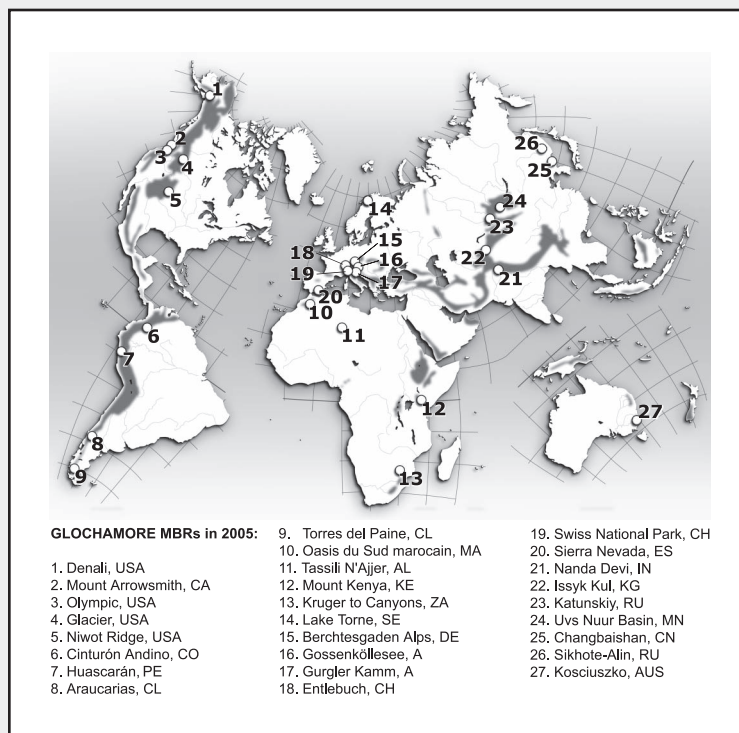 1
2
3
4
5
6
7
8
9
10
11
12
13
14
15
16
17
18
19
20
21
22
23
24
25
26
27
GLOCHAMORE MBRs in 2005:
1. Denali, USA
2. Mount Arrowsmith, CA
3. Olympic, USA
4. Glacier, USA
5. Niwot Ridge, USA
6. Cinturón Andino, CO
7. Huascarán, PE
8. Araucarias, CL
9. Torres del Paine, CL
10. Oasis du Sud marocain, MA
11. Tassili N'Ajjer, AL
12. Mount Kenya, KE
13. Kruger to Canyons, ZA
14. Lake Torne, SE
15. Berchtesgaden Alps, DE
16. Gossenköllesee, A
17. Gurgler Kamm, A
18. Entlebuch, CH
19. Swiss National Park, CH
20. Sierra Nevada, ES
21. Nanda Devi, IN
22. Issyk Kul, KG
23. Katunskiy, RU
24. Uvs Nuur Basin, MN
25. Changbaishan, CN
26. Sikhote-Alin, RU
27. Kosciuszko, AUS